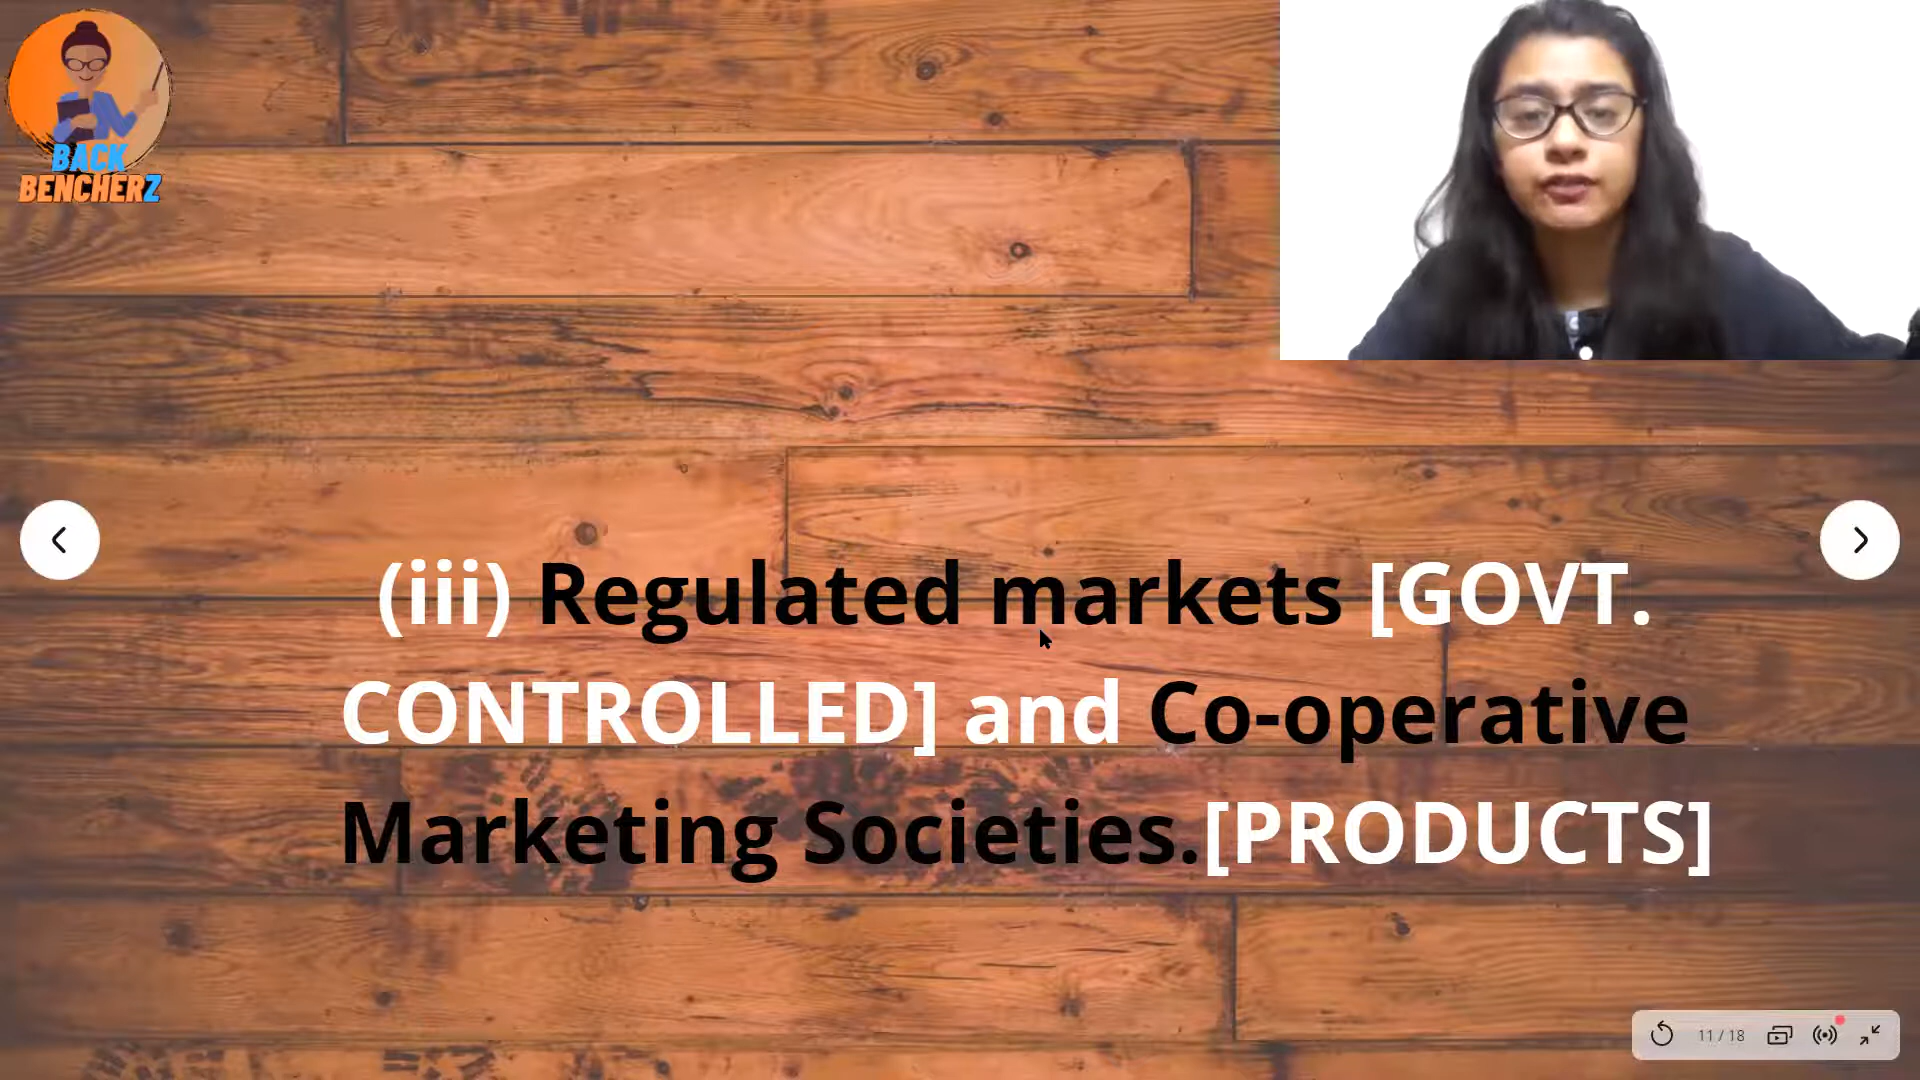 BACK
BENCHERZ
(iii) Regulated markets [GOVT.
CONTROLLED] and Co-operative
Marketing Societies.[PRODUCTS]
11 / 18